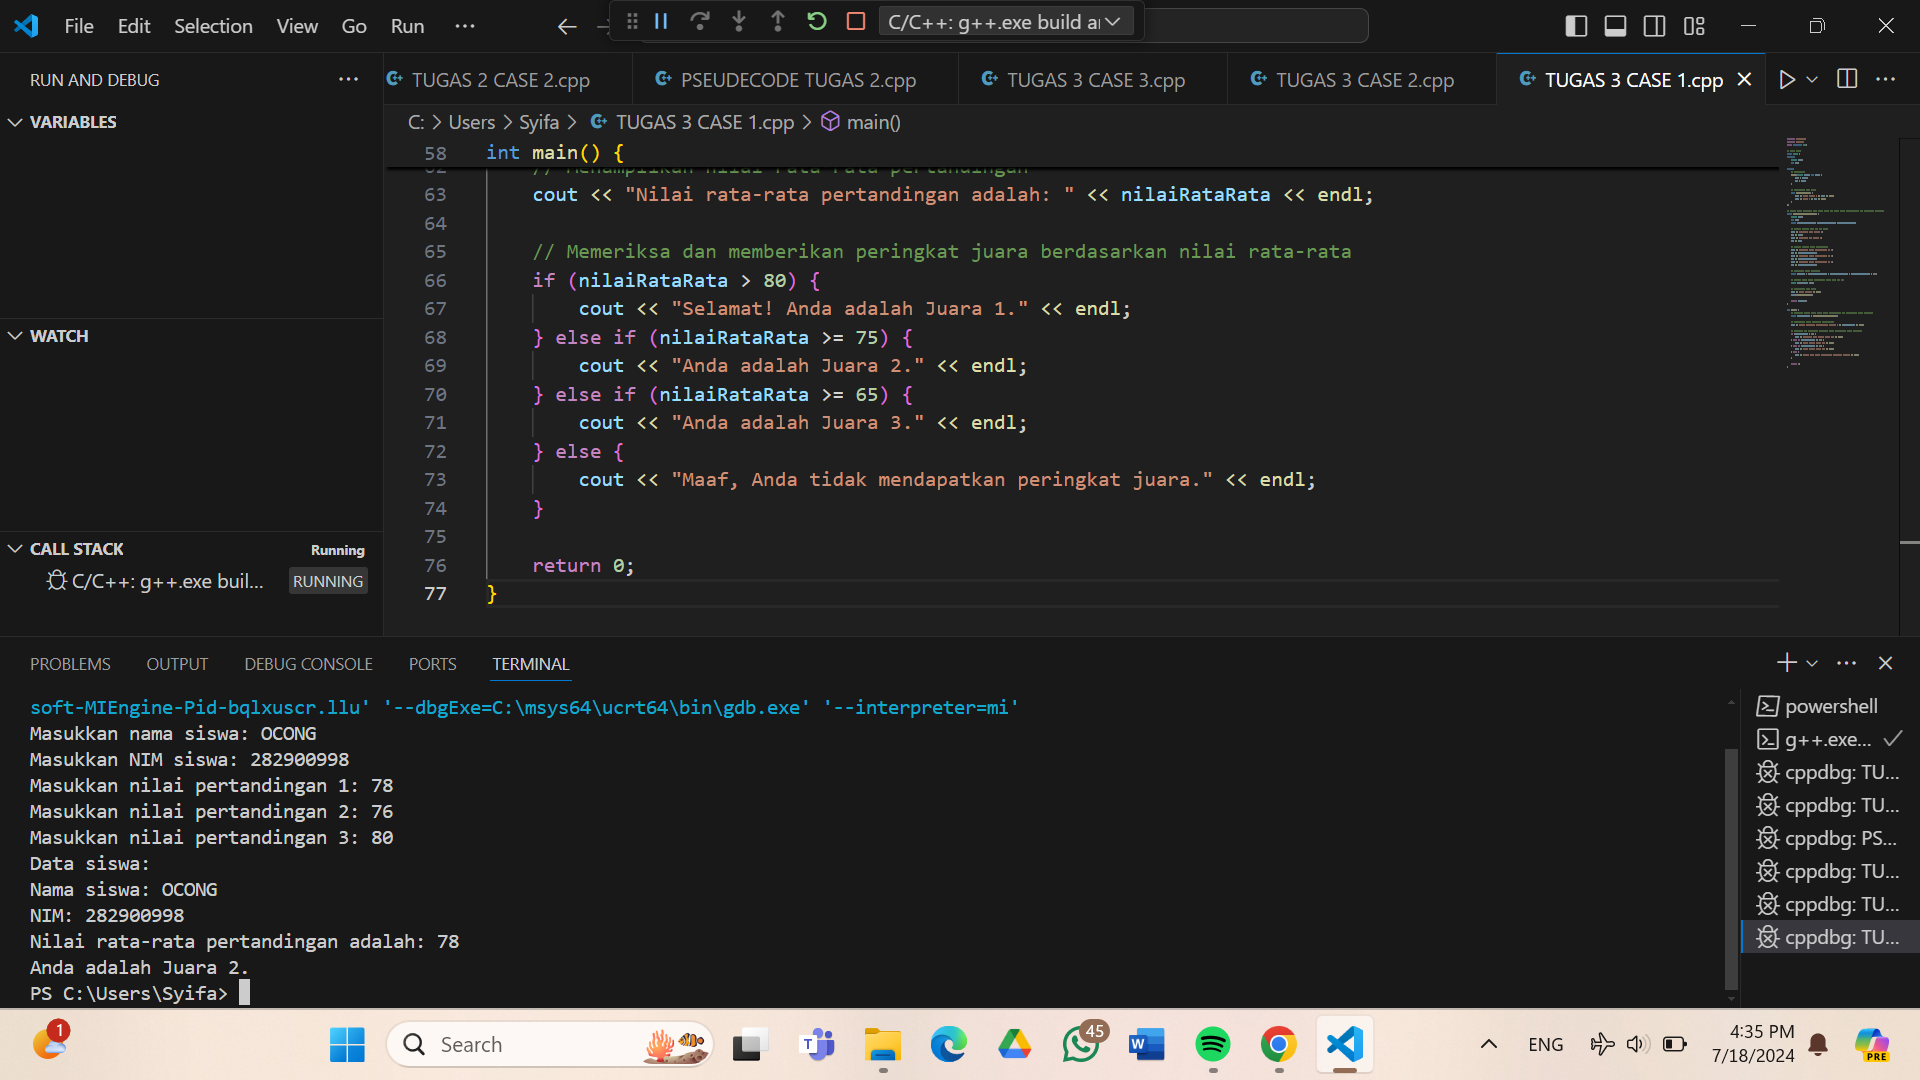 File Edit Selection View Go Run ··· C/C++: g++.exe build ar
RUN AND DEBUG
TUGAS 2 CASE 2.cpp PSEUDECODE TUGAS 2.cpp TUGAS 3 CASE 3.cpp TUGAS 3 CASE 2.cpp TUGAS 3 CASE 1.cpp
C: > Users > Syifa > TUGAS 3 CASE 1.cpp > main()
VARIABLES
WATCH
CALL STACK Running
C/C++: g++.exe buil... RUNNING
58 int main() {
// Menampilkan nilai rata-rata pertandingan
63 cout << "Nilai rata-rata pertandingan adalah: " << nilaiRataRata << endl;
64
65 // Memeriksa dan memberikan peringkat juara berdasarkan nilai rata-rata
66 if (nilaiRataRata > 80) {
67 cout << "Selamat! Anda adalah Juara 1." << endl;
68 } else if (nilaiRataRata >= 75) {
69 cout << "Anda adalah Juara 2." << endl;
70 } else if (nilaiRataRata >= 65) {
71 cout << "Anda adalah Juara 3." << endl;
72 } else {
73 cout << "Maaf, Anda tidak mendapatkan peringkat juara." << endl;
74 }
75
76 return 0;
77 }
PROBLEMS OUTPUT DEBUG CONSOLE PORTS TERMINAL
soft-MIEngine-Pid-bqlxuscr.llu' '--dbgExe=C:\msys64\ucrt64\bin\gdb.exe' '--interpreter=mi'
Masukkan nama siswa: OCONG
Masukkan NIM siswa: 282900998
Masukkan nilai pertandingan 1: 78
Masukkan nilai pertandingan 2: 76
Masukkan nilai pertandingan 3: 80
Data siswa:
Nama siswa: OCONG
NIM: 282900998
Nilai rata-rata pertandingan adalah: 78
Anda adalah Juara 2.
PS C:\Users\Syifa>
powershell
g++.exe...
cppdbg: TU...
cppdbg: TU...
cppdbg: PS...
cppdbg: TU...
cppdbg: TU...
cppdbg: TU...
1
Search
45
ENG
4:35 PM
7/18/2024
PRE